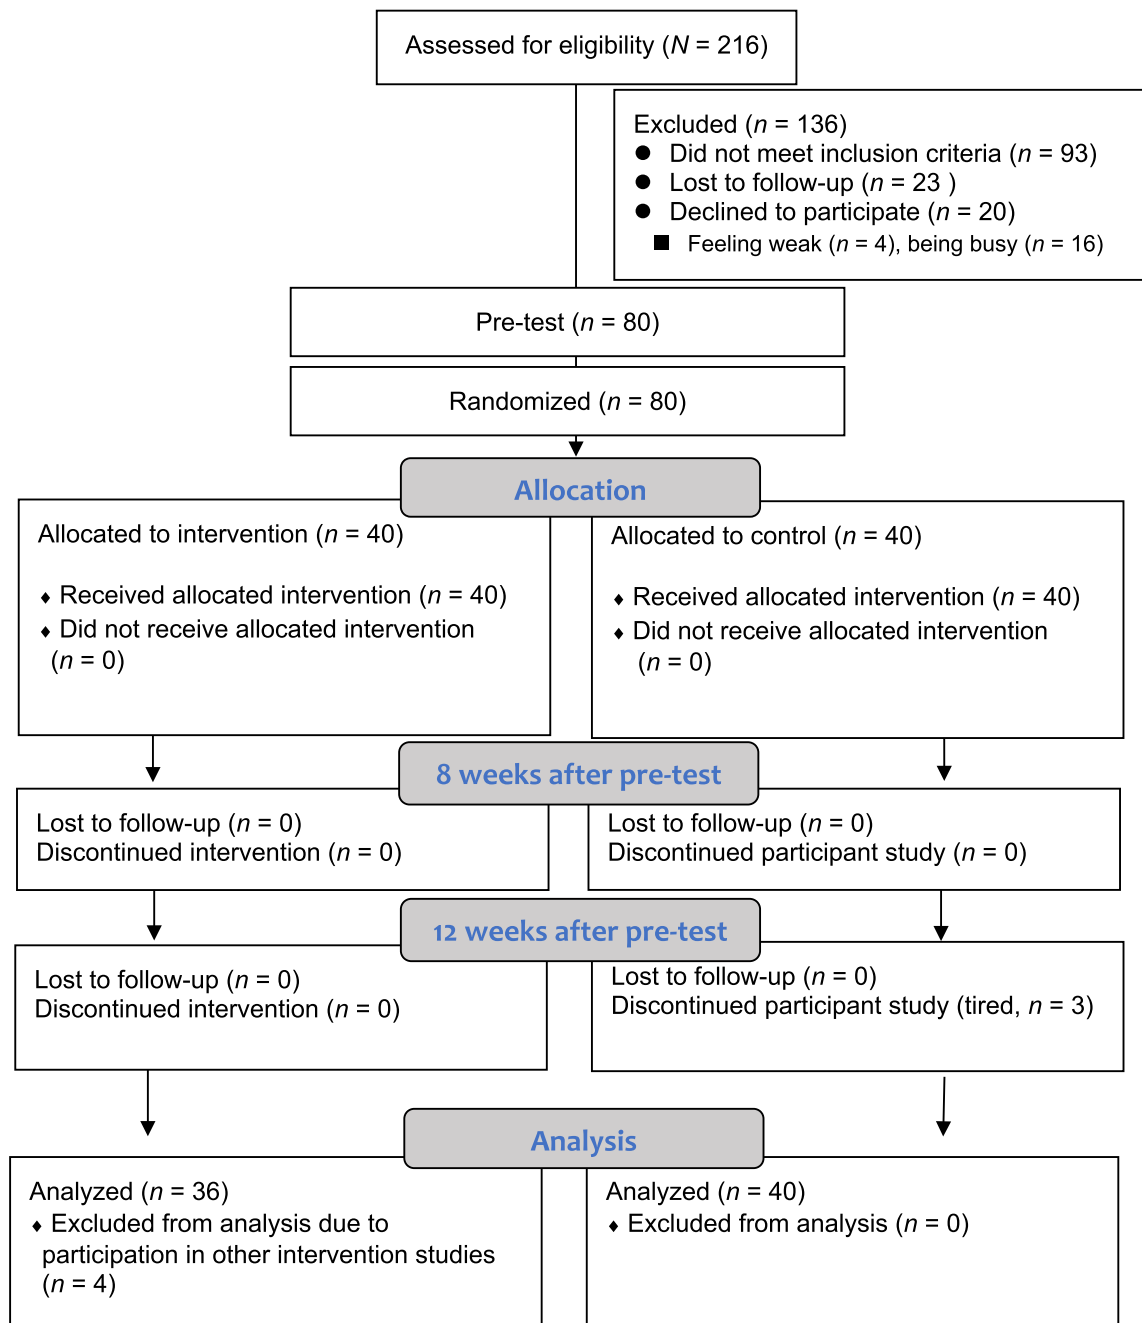 Assessed for eligibility (N = 216)
Excluded (n = 136)
● Did not meet inclusion criteria (n = 93)
● Lost to follow-up (n = 23 )
● Declined to participate (n = 20)
■ Feeling weak (n = 4), being busy (n = 16)
Pre-test (n = 80)
Randomized (n = 80)
Allocation
Allocated to intervention (n = 40)
♦ Received allocated intervention (n = 40)
♦ Did not receive allocated intervention
(n = 0)
Allocated to control (n = 40)
♦ Received allocated intervention (n = 40)
♦ Did not receive allocated intervention
(n = 0)
8 weeks after pre-test
Lost to follow-up (n = 0)
Discontinued intervention (n = 0)
Lost to follow-up (n = 0)
Discontinued participant study (n = 0)
12 weeks after pre-test
Lost to follow-up (n = 0)
Discontinued intervention (n = 0)
Lost to follow-up (n = 0)
Discontinued participant study (tired, n = 3)
Analysis
Analyzed (n = 36)
♦ Excluded from analysis due to
participation in other intervention studies
(n = 4)
Analyzed (n = 40)
♦ Excluded from analysis (n = 0)